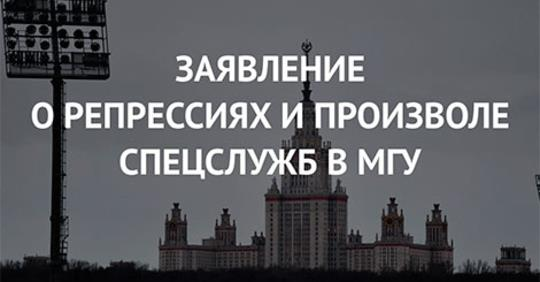 ЗАЯВЛЕНИЕ
О РЕПРЕССИЯХ И ПРОИЗВОЛЕ
СПЕЦСЛУЖБ В МГУ